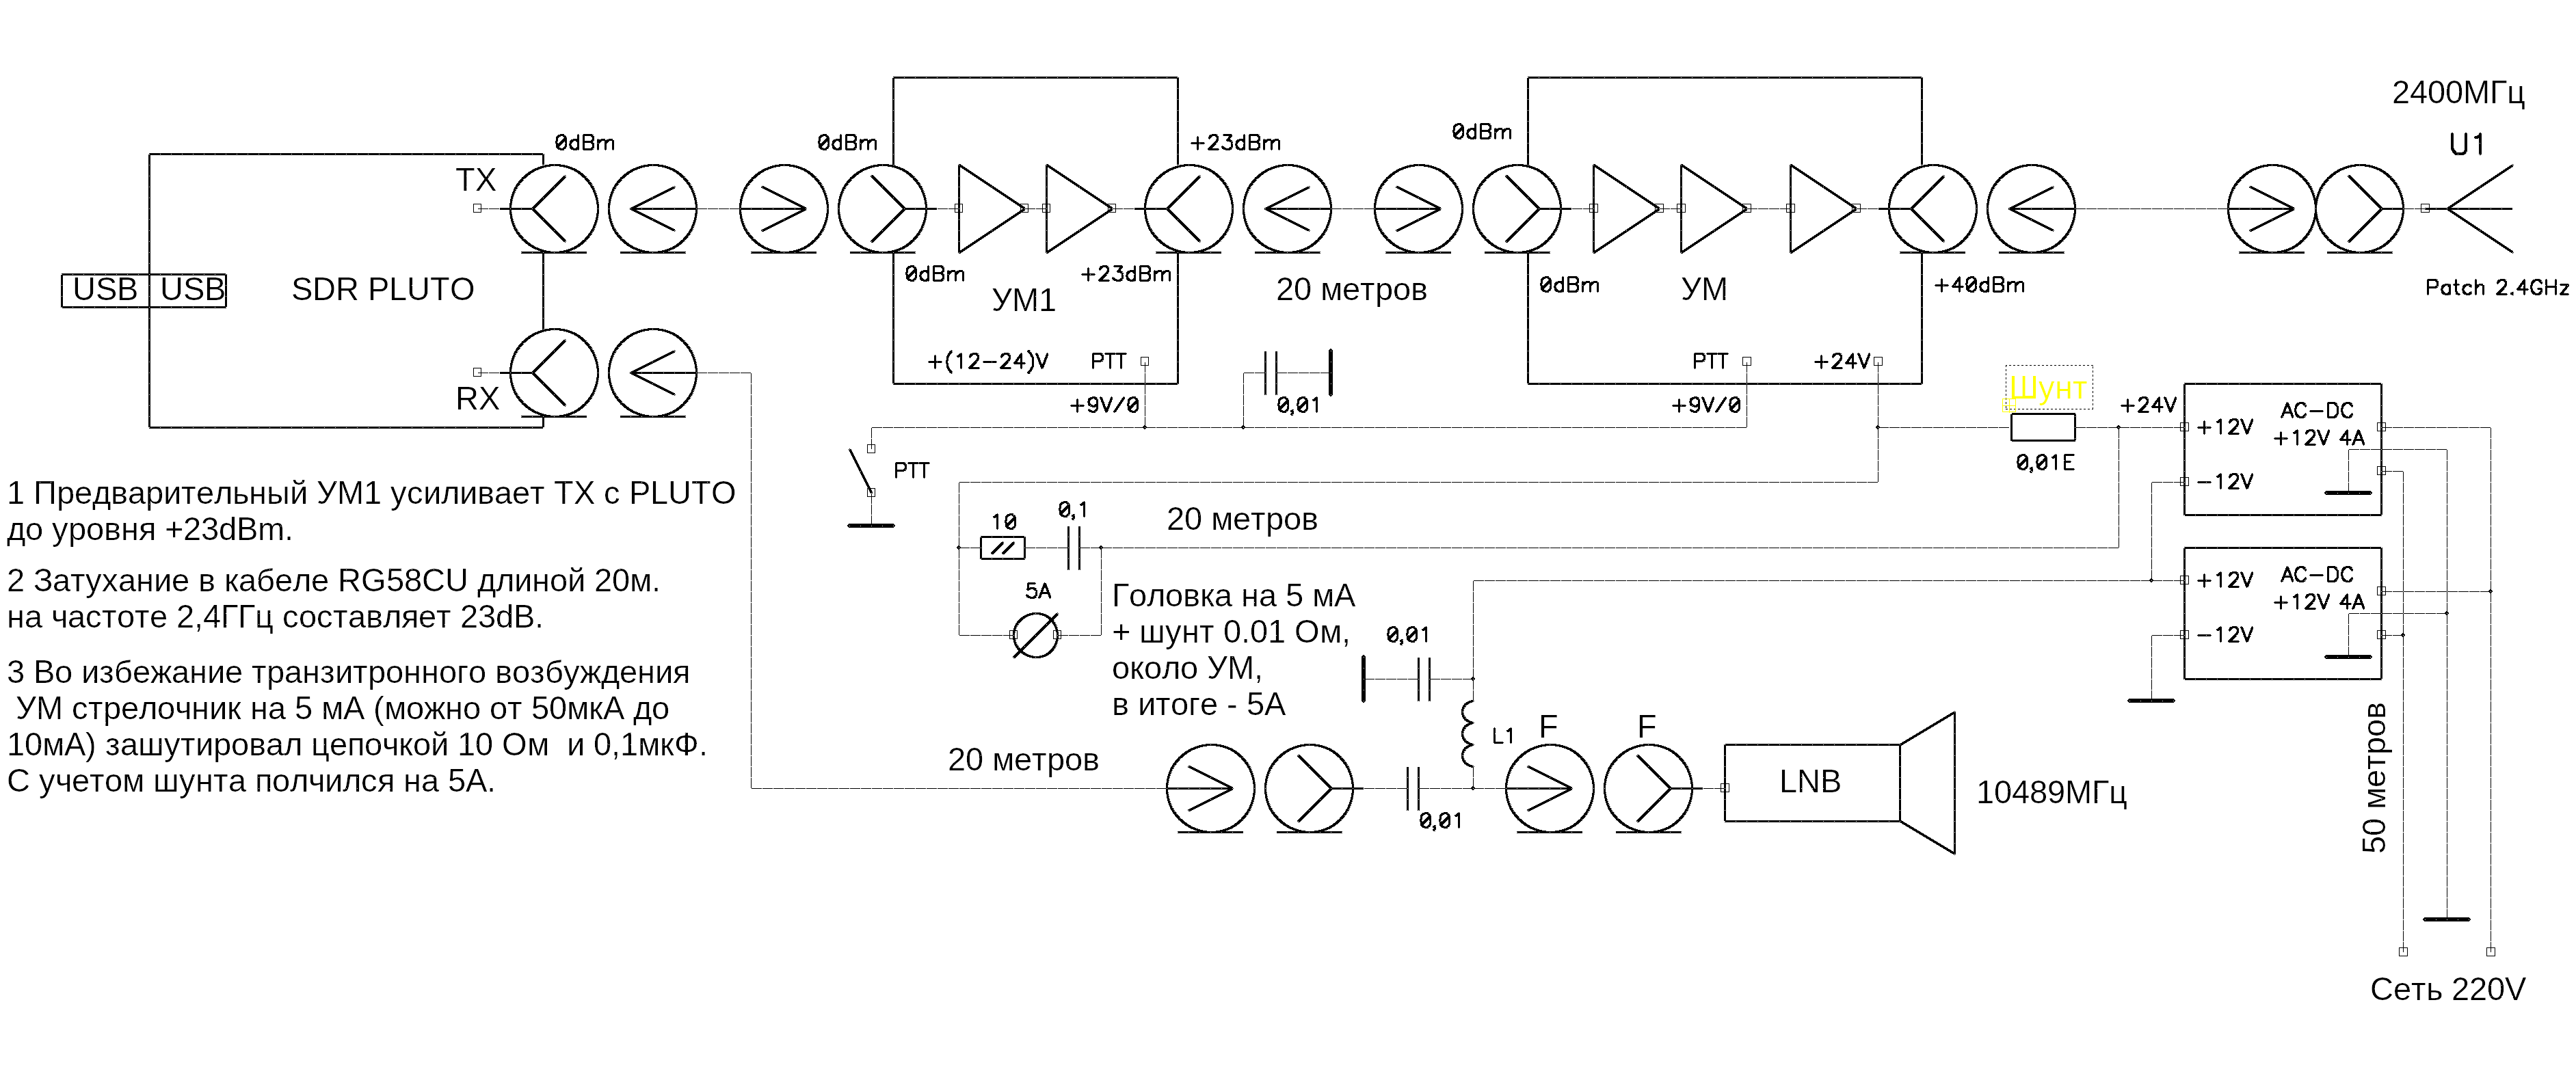 2400МГц
U1
0dBm
0dBm
+23dBm
0dBm
TX
USB USB
SDR PLUTO
0dBm
+23dBm
УМ1
20 метров
0dBm
УМ
+40dBm
Patch 2.4GHz
RX
+(12-24)V
PTT
+9V/0
0,01
PTT
+24V
+9V/0
Шунт
0,01E
+24V
+12V
-12V
AC-DC
+12V 4A
PTT
1 Предварительный УМ1 усиливает TX с PLUTO
до уровня +23dBm.
2 Затухание в кабеле RG58CU длиной 20м.
на частоте 2,4ГГц составляет 23dB.
3 Во избежание транзитронного возбуждения
УМ стрелочник на 5 мА (можно от 50мкА до
10мА) зашутировал цепочкой 10 Ом и 0,1мкФ.
С учетом шунта полчился на 5А.
10
0,1
20 метров
5A
Головка на 5 мА
+ шунт 0.01 Ом,
около УМ,
в итоге - 5А
+12V
-12V
AC-DC
+12V 4A
0,01
L1
F
F
20 метров
0,01
LNB
10489МГц
50 метров
Сеть 220V